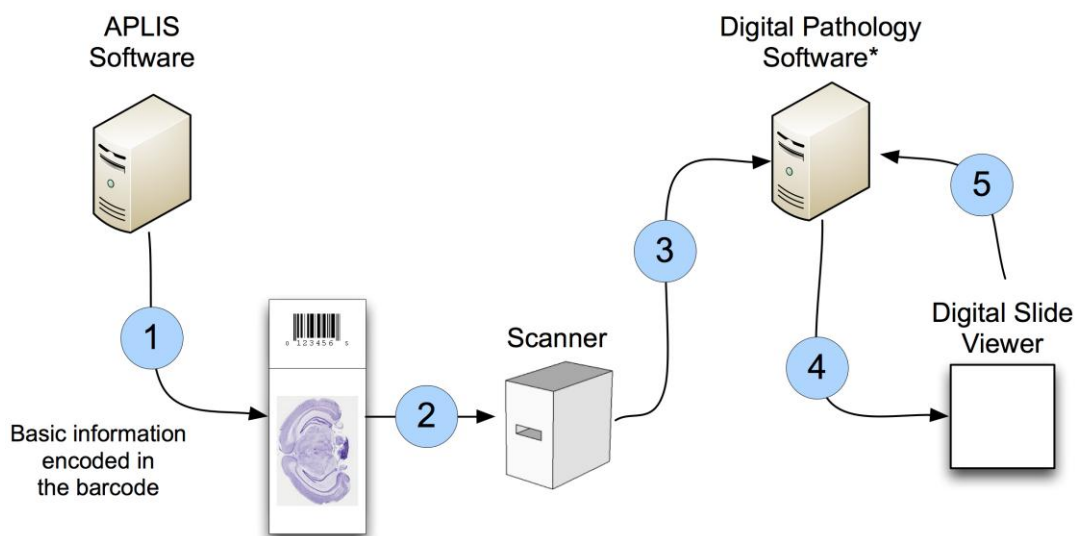 APLIS
Software
Digital Pathology
Software*
1
2
3
4
5
0 123456 5
Scanner
Digital Slide
Viewer
Basic information
encoded in
the barcode